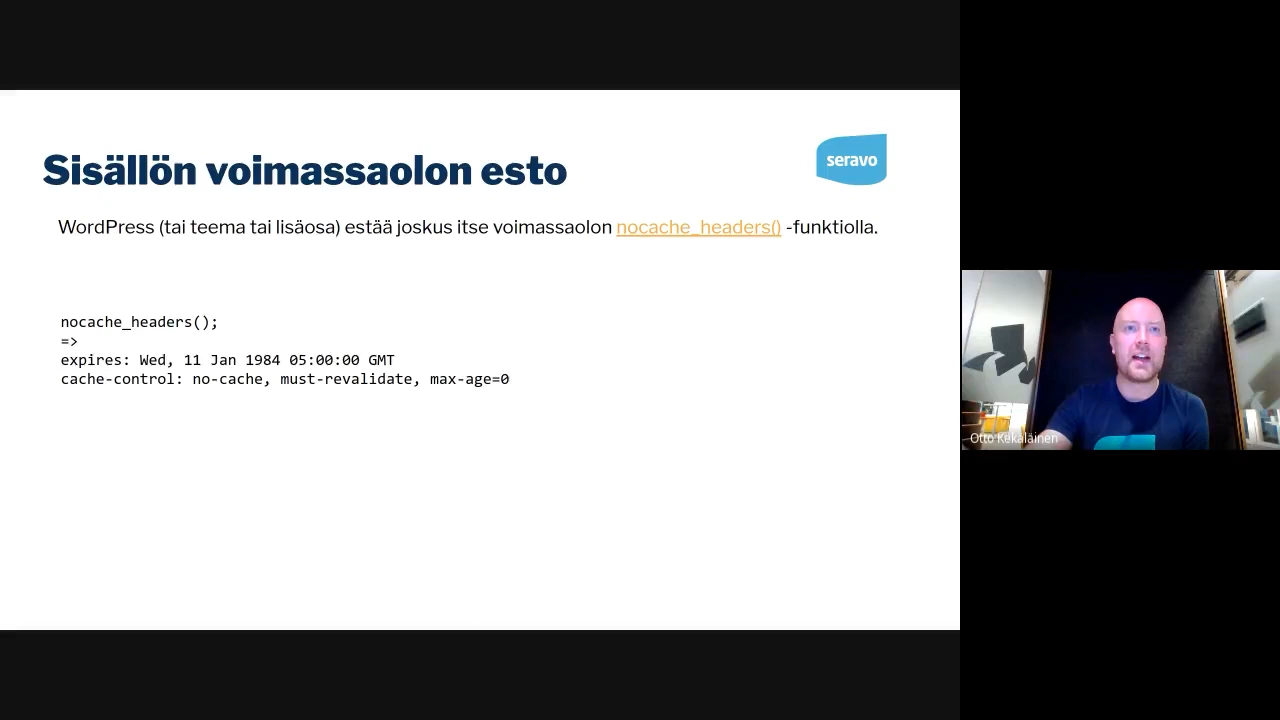 Sisällön voimassaolon esto
seravo
WordPress (tai teema tai lisäosa) estää joskus itse voimassaolon nocache_headers() -funktiolla.
nocache_headers();
=>
expires: Wed, 11 Jan 1984 05:00:00 GMT
cache-control: no-cache, must-revalidate, max-age=0
Otto Kekäläinen